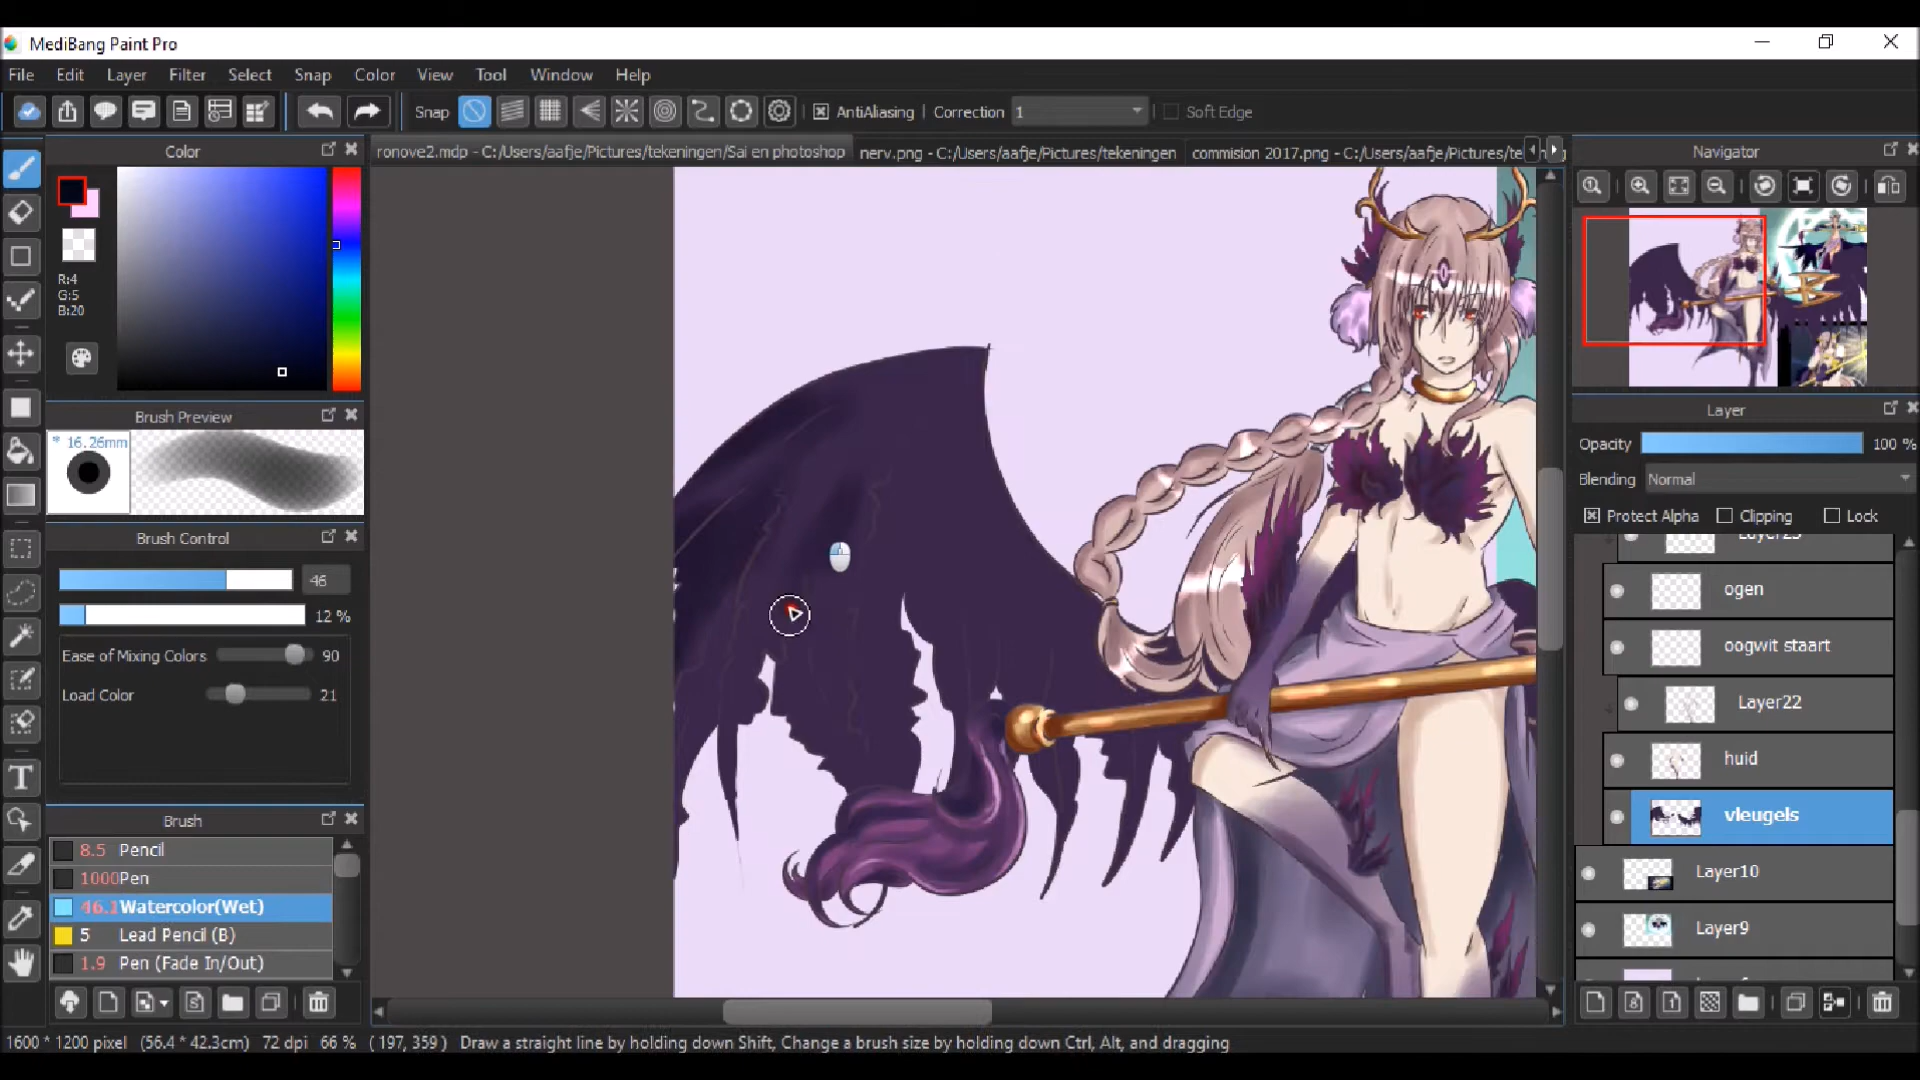 MediBang Paint Pro
File Edit Layer Filter Select Snap Color View Tool Window Help
Snap AntiAliasing Correction 1 Soft Edge
Color
ronove2.mdp - C:/Users/aafje/Pictures/tekeningen/Sai en photoshop
nerv.png - C:/Users/aafje/Pictures/tekeningen
commision 2017.png - C:/Users/aafje/Pictures/te
Navigator
R:4
G:5
B:20
Brush Preview
* 16.26mm
Brush Control
46
12 %
Ease of Mixing Colors 90
Load Color 21
Brush
8.5 Pencil
1000 Pen
46.1 Watercolor(Wet)
5 Lead Pencil (B)
1.9 Pen (Fade In/Out)
Layer
Opacity 100 %
Blending Normal
Protect Alpha Clipping Lock
ogen
oogwit staart
Layer22
huid
vleugels
Layer10
Layer9
1600 * 1200 pixel (56.4 * 42.3cm) 72 dpi 66 % ( 197, 359 ) Draw a straight line by holding down Shift, Change a brush size by holding down Ctrl, Alt, and dragging